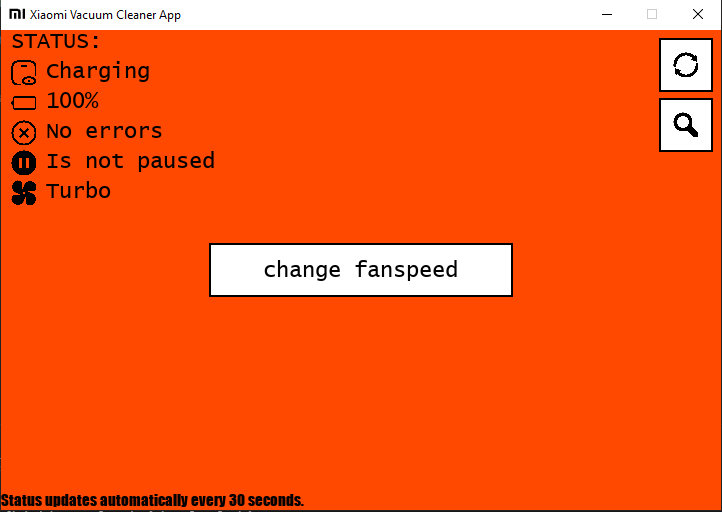 Xiaomi Vacuum Cleaner App
STATUS:
Charging
100%
No errors
Is not paused
Turbo
change fanspeed
Status updates automatically every 30 seconds.